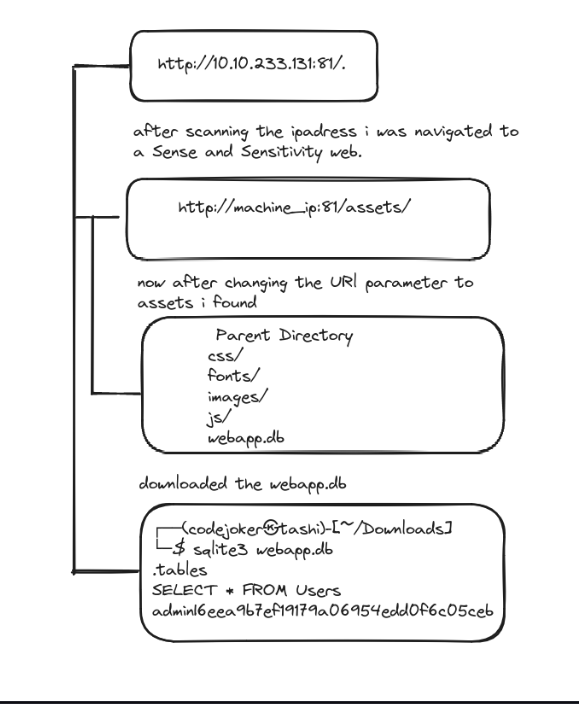 http://10.10.233.131:81/.
after scanning the ipadress i was navigated to
a Sense and Sensitivity web.
http://machine_ip:81/assets/
now after changing the URl parameter to
assets i found
Parent Directory
css/
fonts/
images/
js/
webapp.db
downloaded the webapp.db
┌──(codejoker㉿tashi)-[~/Downloads]
└─$ sqlite3 webapp.db
.tables
SELECT * FROM Users
admin|6eea9b7ef19179a06954edd0f6c05ceb